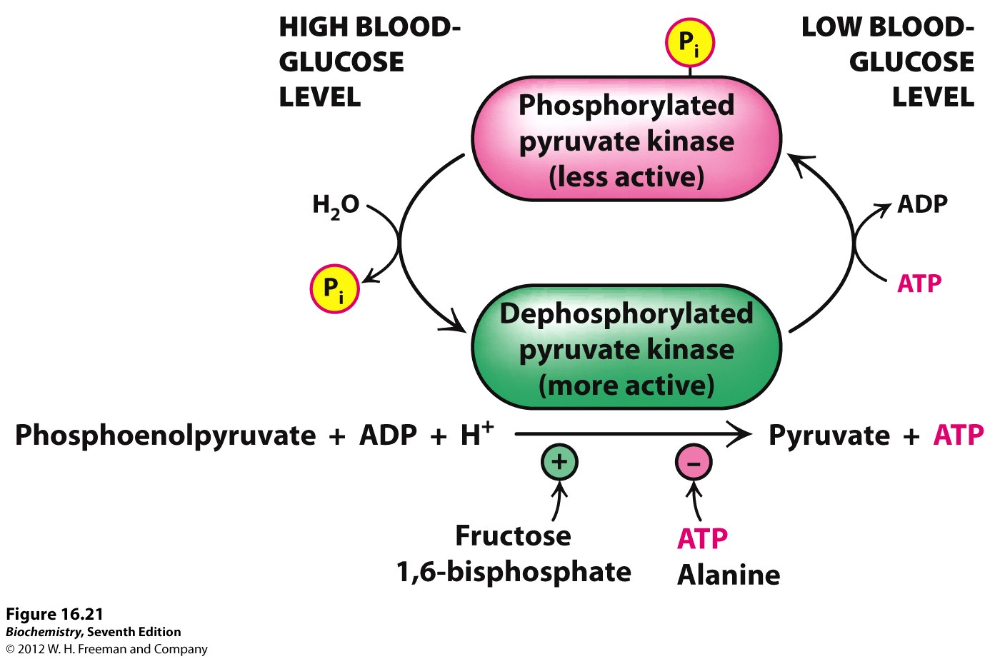 HIGH BLOOD-
GLUCOSE
LEVEL
P i
LOW BLOOD-
GLUCOSE
LEVEL
Phosphorylated
pyruvate kinase
(less active)
H₂O
P i
ADP
ATP
Dephosphorylated
pyruvate kinase
(more active)
Phosphoenolpyruvate + ADP + H⁺ Pyruvate + ATP
+
–
Fructose
1,6-bisphosphate
ATP
Alanine
Figure 16.21
Biochemistry, Seventh Edition
© 2012 W. H. Freeman and Company